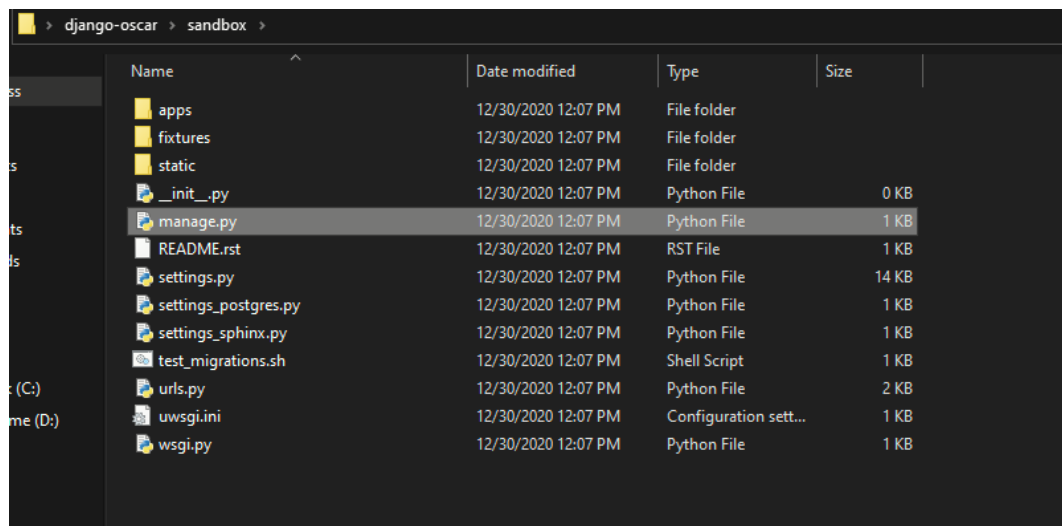 django-oscar > sandbox >
Name Date modified Type Size
ss
apps 12/30/2020 12:07 PM File folder
fixtures 12/30/2020 12:07 PM File folder
ts
static 12/30/2020 12:07 PM File folder
__init__.py 12/30/2020 12:07 PM Python File 0 KB
manage.py 12/30/2020 12:07 PM Python File 1 KB
ts
README.rst 12/30/2020 12:07 PM RST File 1 KB
ds
settings.py 12/30/2020 12:07 PM Python File 14 KB
settings_postgres.py 12/30/2020 12:07 PM Python File 1 KB
settings_sphinx.py 12/30/2020 12:07 PM Python File 1 KB
test_migrations.sh 12/30/2020 12:07 PM Shell Script 1 KB
(C:)
urls.py 12/30/2020 12:07 PM Python File 2 KB
me (D:)
uwsgi.ini 12/30/2020 12:07 PM Configuration sett... 1 KB
wsgi.py 12/30/2020 12:07 PM Python File 1 KB